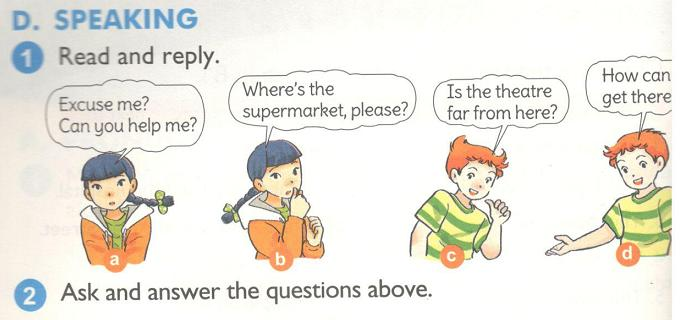 D. SPEAKING
1 Read and reply.
Excuse me?
Can you help me?
Where's the
supermarket, please?
Is the theatre
far from here?
How can
get there
a
b
c
d
2 Ask and answer the questions above.